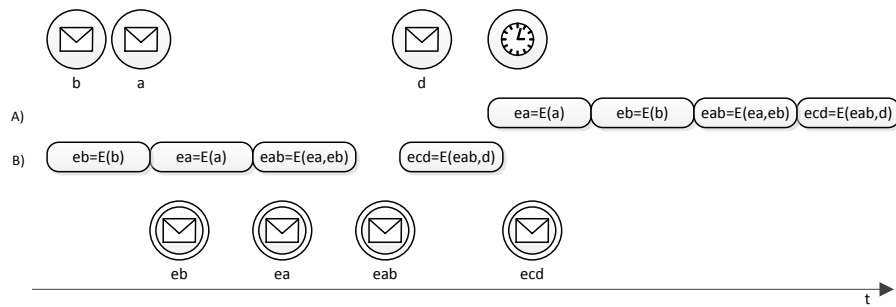 b a d
A) ea=E(a) eb=E(b) eab=E(ea,eb) ecd=E(eab,d)
B) eb=E(b) ea=E(a) eab=E(ea,eb) ecd=E(eab,d)
eb ea eab ecd
t